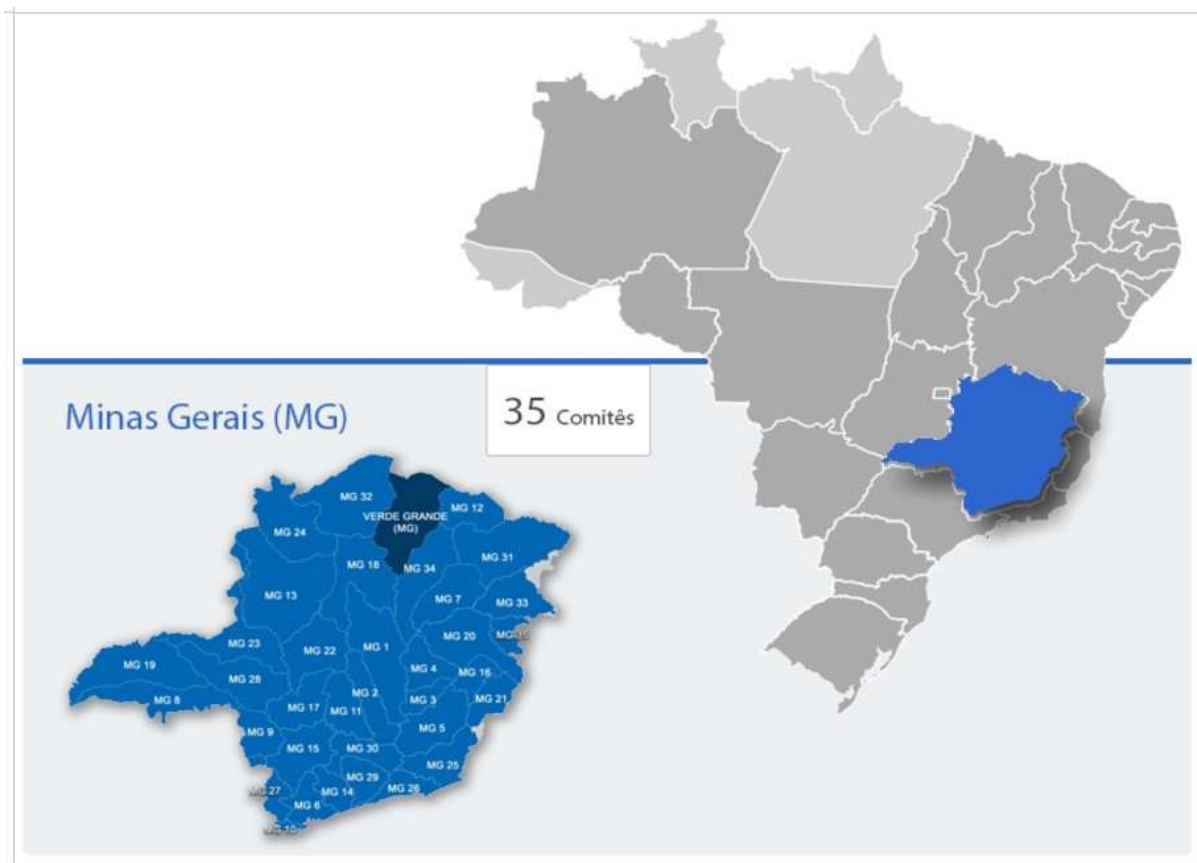 Minas Gerais (MG)
35 Comitês
MG 32
VERDE GRANDE
(MG)
MG 12
MG 24
MG 31
MG 18
MG 34
MG 13
MG 7
MG 33
MG 23
MG 22
MG 1
MG 20
MG 19
MG 28
MG 4
MG 16
MG 8
MG 2
MG 3
MG 21
MG 17
MG 11
MG 9
MG 5
MG 15
MG 30
MG 25
MG 29
MG 27
MG 14
MG 26
MG 6
MG 10